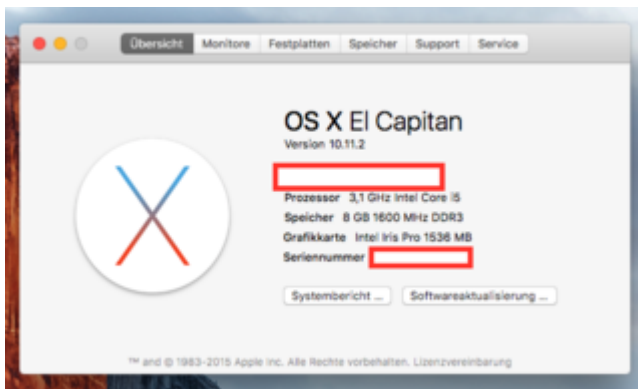 Übersicht Monitore Festplatten Speicher Support Service
OS X El Capitan
Version 10.11.2
Prozessor 3,1 GHz Intel Core i5
Speicher 8 GB 1600 MHz DDR3
Grafikkarte Intel Iris Pro 1536 MB
Seriennummer
Systembericht ... Softwareaktualisierung ...
™ and © 1983-2015 Apple Inc. Alle Rechte vorbehalten. Lizenzvereinbarung